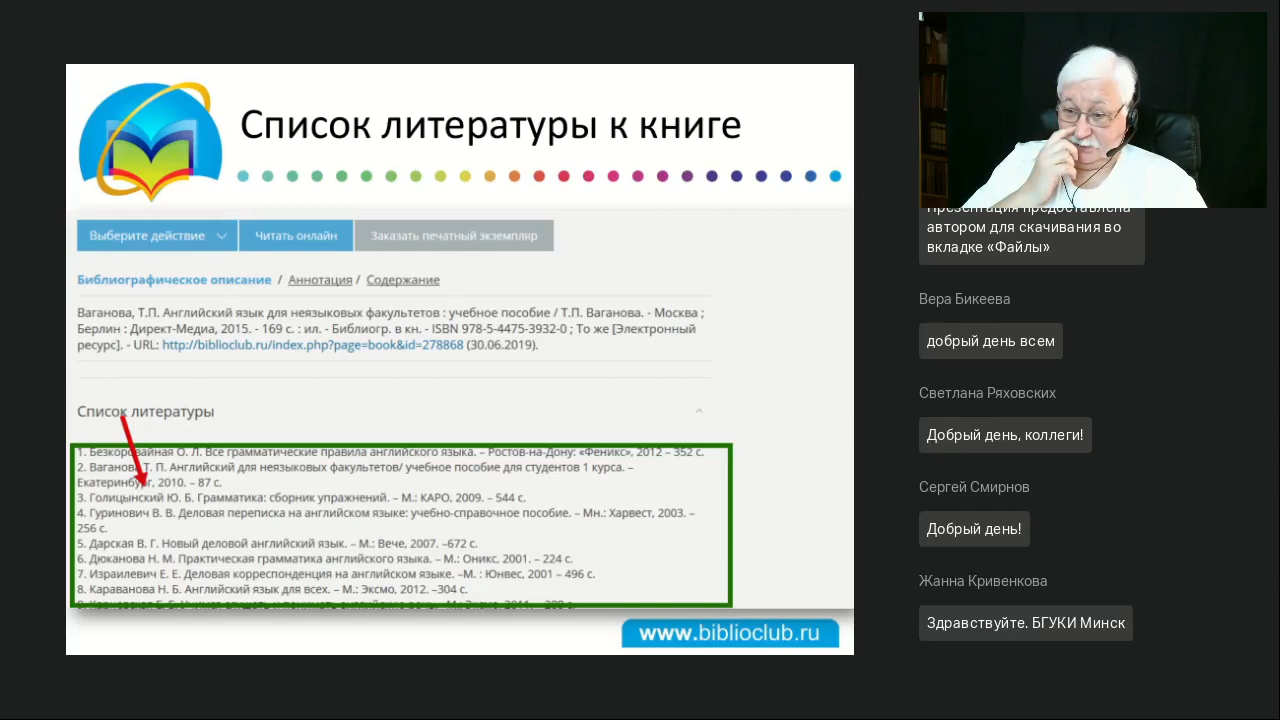 Список литературы к книге
Выберите действие
Читать онлайн
Заказать печатный экземпляр
Библиографическое описание / Аннотация / Содержание
Ваганова, Т.П. Английский язык для неязыковых факультетов : учебное пособие / Т.П. Ваганова. - Москва ;
Берлин : Директ-Медиа, 2015. - 169 с. : ил. - Библиогр. в кн. - ISBN 978-5-4475-3932-0 ; То же [Электронный
ресурс]. - URL: http://biblioclub.ru/index.php?page=book&id=278868 (30.06.2019).
Список литературы
1. Безкоровайная О. Л. Все грамматические правила английского языка. – Ростов-на-Дону: «Феникс», 2012 – 352 с.
2. Ваганова Т. П. Английский для неязыковых факультетов/ учебное пособие для студентов 1 курса. –
Екатеринбург, 2010. – 87 с.
3. Голицынский Ю. Б. Грамматика: сборник упражнений. – М.: КАРО, 2009. – 544 с.
4. Гуринович В. В. Деловая переписка на английском языке: учебно-справочное пособие. – Мн.: Харвест, 2003. –
256 с.
5. Дарская В. Г. Новый деловой английский язык. – М.: Вече, 2007. –672 с.
6. Дюканова Н. М. Практическая грамматика английского языка. – М.: Оникс, 2001. – 224 с.
7. Израилевич Е. Е. Деловая корреспонденция на английском языке. –М. : Юнвес, 2001 – 496 с.
8. Караванова Н. Б. Английский язык для всех. – М.: Эксмо, 2012. –304 с.
www.biblioclub.ru
Презентация предоставлена
автором для скачивания во
вкладке «Файлы»
Вера Бикеева
добрый день всем
Светлана Ряховских
Добрый день, коллеги!
Сергей Смирнов
Добрый день!
Жанна Кривенкова
Здравствуйте. БГУКИ Минск